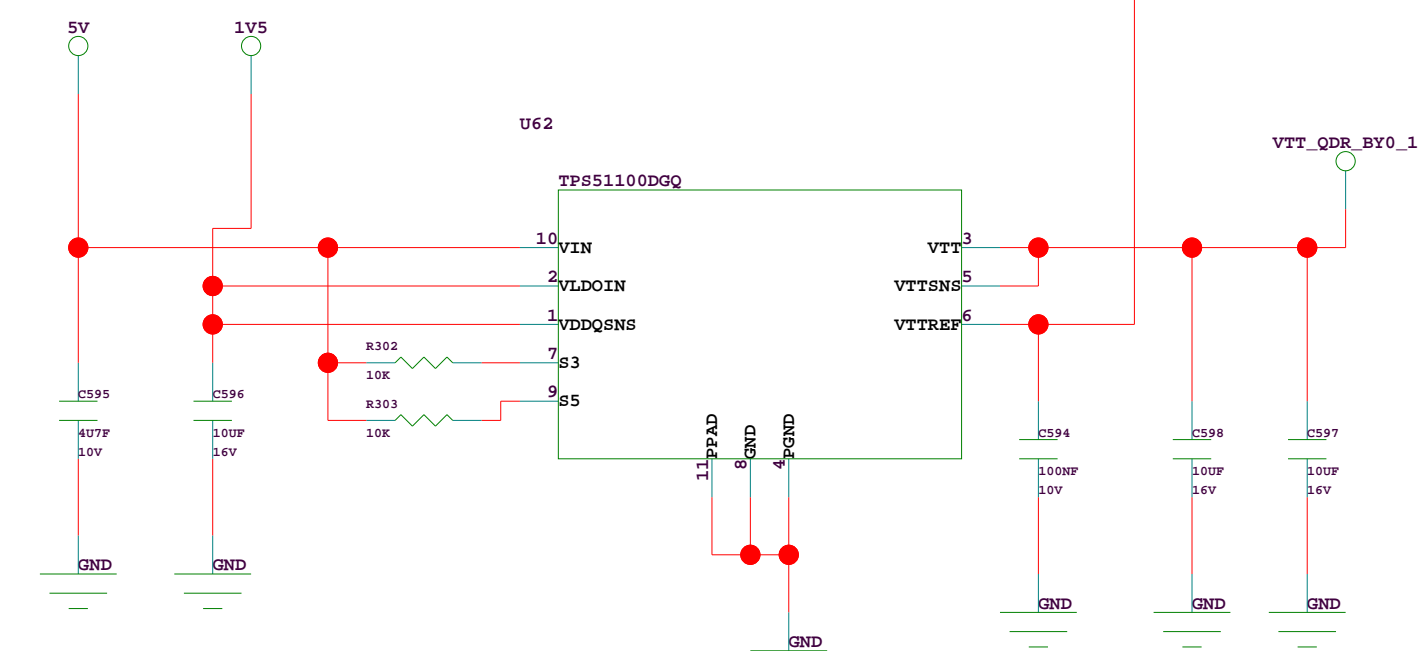 5V
1V5
U62
VTT_QDR_BY0_1
TPS51100DGQ
10 VIN
VTT 3
2 VLDOIN
VTTSNS 5
1 VDDQSNS
VTTREF 6
R302
7 S3
10K
R303
9 S5
10K
11 PPAD
8 GND
4 PGND
C595
4U7F
10V
C596
10UF
16V
C594
100NF
10V
C598
10UF
16V
C597
10UF
16V
GND
GND
GND
GND
GND
GND